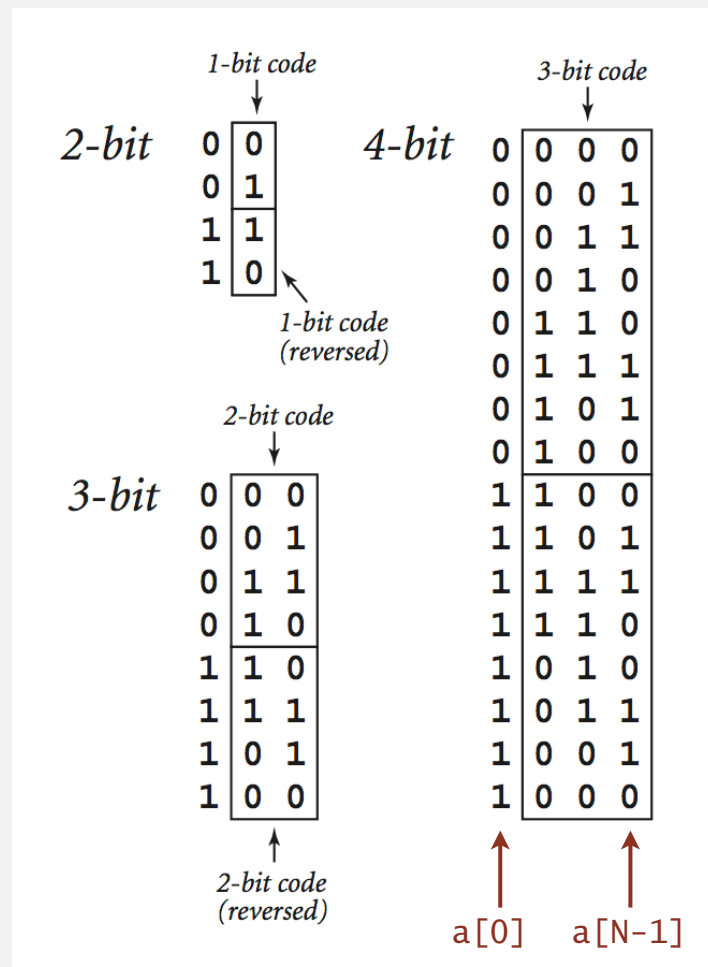 1-bit code
2-bit
0 0
0 1
1 1
1 0
1-bit code
(reversed)
2-bit code
3-bit
0 0 0
0 0 1
0 1 1
0 1 0
1 1 0
1 1 1
1 0 1
1 0 0
2-bit code
(reversed)
3-bit code
4-bit
0 0 0 0
0 0 0 1
0 0 1 1
0 0 1 0
0 1 1 0
0 1 1 1
0 1 0 1
0 1 0 0
1 1 0 0
1 1 0 1
1 1 1 1
1 1 1 0
1 0 1 0
1 0 1 1
1 0 0 1
1 0 0 0
a[0] a[N-1]